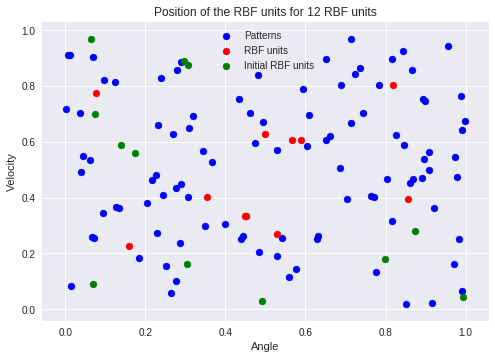 Position of the RBF units for 12 RBF units
Patterns
RBF units
Initial RBF units
1.0
0.8
0.6
0.4
0.2
0.0
Velocity
0.0 0.2 0.4 0.6 0.8 1.0
Angle